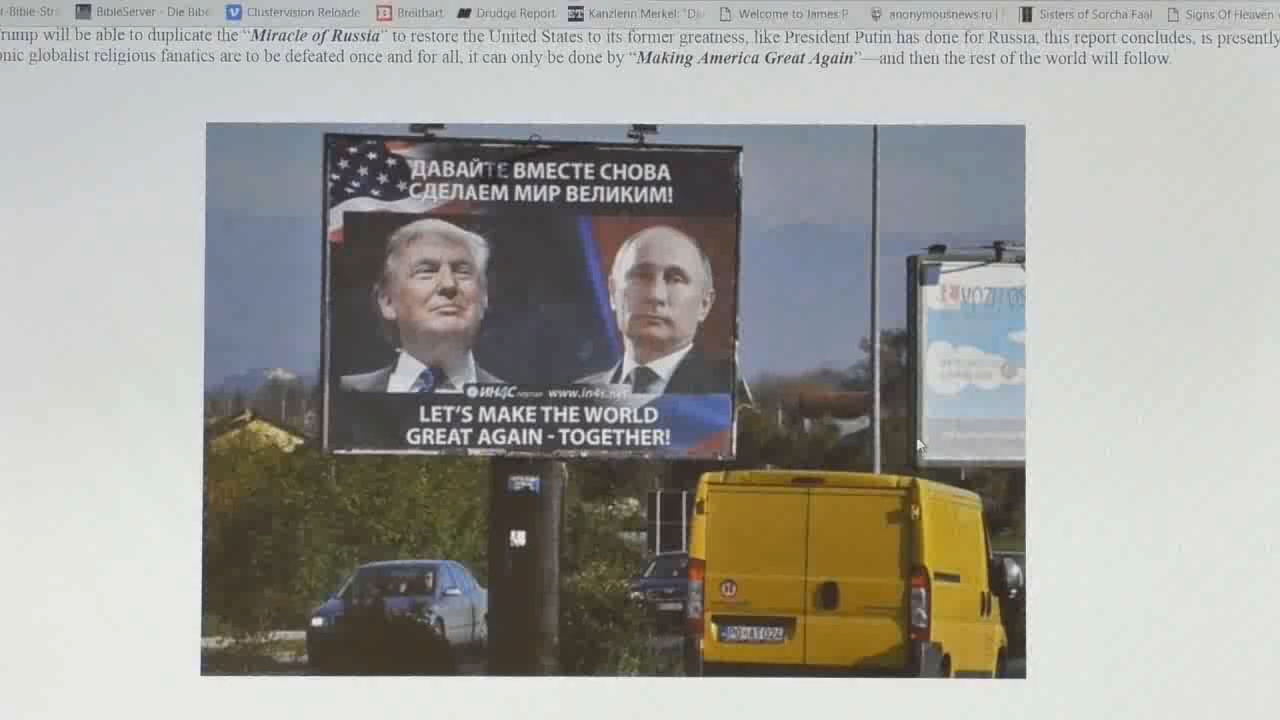 BibleServer - Die Bibe
Clustervision Reloade
Breitbart
Drudge Report
ET Kanzlerin Merkel: "Di
Welcome to James P
anonymousnews.ru |
Sisters of Sorcha Faal
Signs Of Heaven
Trump will be able to duplicate the “Miracle of Russia” to restore the United States to its former greatness, like President Putin has done for Russia, this report concludes, is presently
onic globalist religious fanatics are to be defeated once and for all, it can only be done by “Making America Great Again”—and then the rest of the world will follow.
ДАВАЙТЕ ВМЕСТЕ СНОВА
СДЕЛАЕМ МИР ВЕЛИКИМ!
ИН4С www.in4s.net
LET'S MAKE THE WORLD
GREAT AGAIN - TOGETHER!